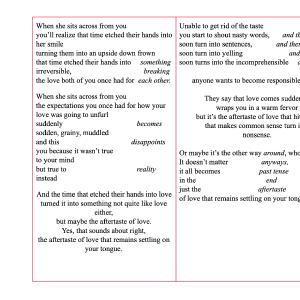 When she sits across from you
you'll realize that time etched their hands into
her smile
turning them into an upside down frown
that time etched their hands into something
irreversible, breaking
the love both of you once had for each other.
When she sits across from you
the expectations you once had for how your
love was going to unfurl
suddenly becomes
sodden, grainy, muddled
and this disappoints
you because it wasn't true
to your mind
but true to reality
instead
And the time that etched their hands into love
turned it into something not quite like love
either,
but maybe the aftertaste of love.
Yes, that sounds about right,
the aftertaste of love that remains settling on
your tongue.
Unable to get rid of the taste
you start to shout nasty words, and
soon turn into sentences, and
soon turn into yelling and
soon turns into the incomprehensible
anyone wants to become responsible
They say that love comes
wraps you in a warm fervor
but it's the aftertaste of love that
that makes common sense turn
nonsense.
Or maybe it's the other way around,
It doesn't matter anyways,
it all becomes past tense
in the end
just the aftertaste
of love that remains settling on your